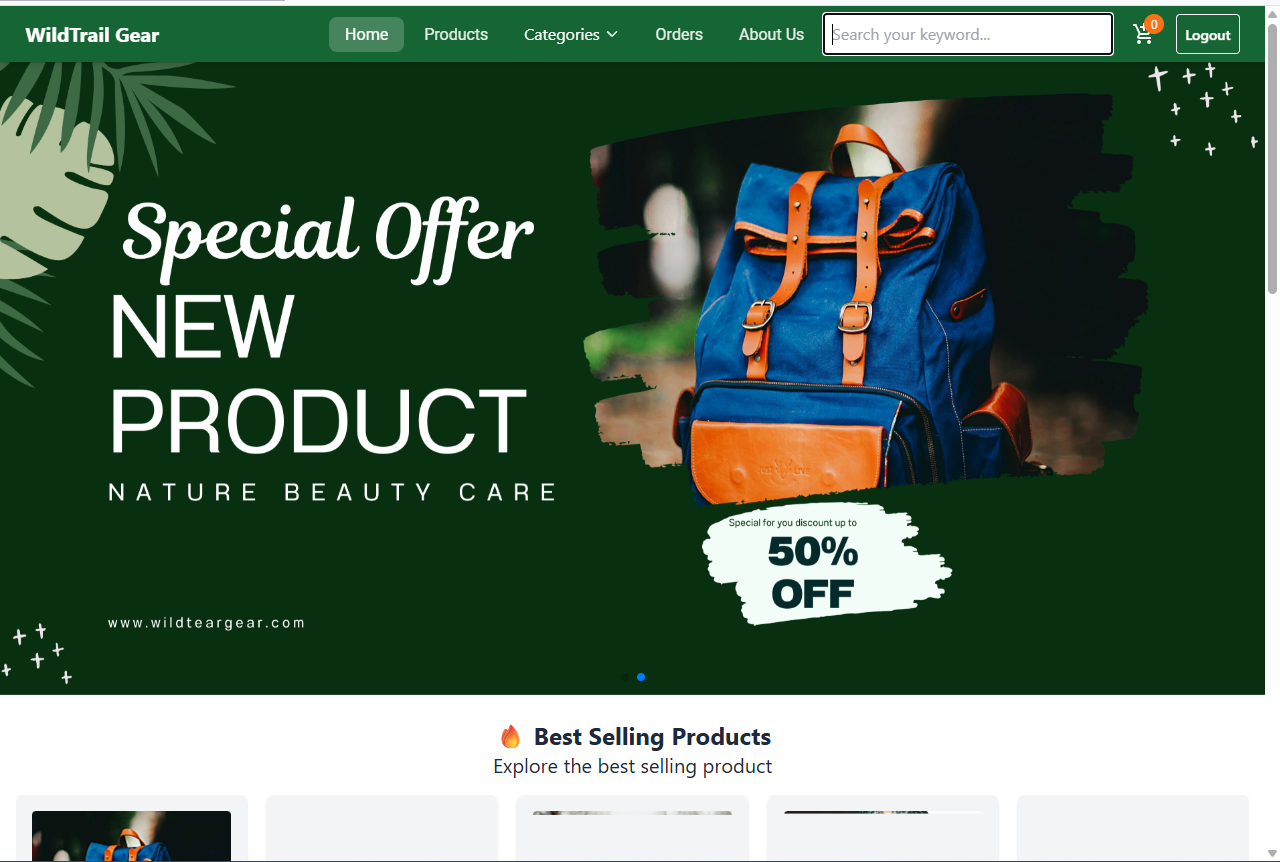 WildTrail Gear
Home
Products
Categories
Orders
About Us
Search your keyword...
0
Logout
Special Offer
NEW
PRODUCT
NATURE BEAUTY CARE
Special for you discount up to
50%
OFF
www.wildteargear.com
🔥 Best Selling Products
Explore the best selling product